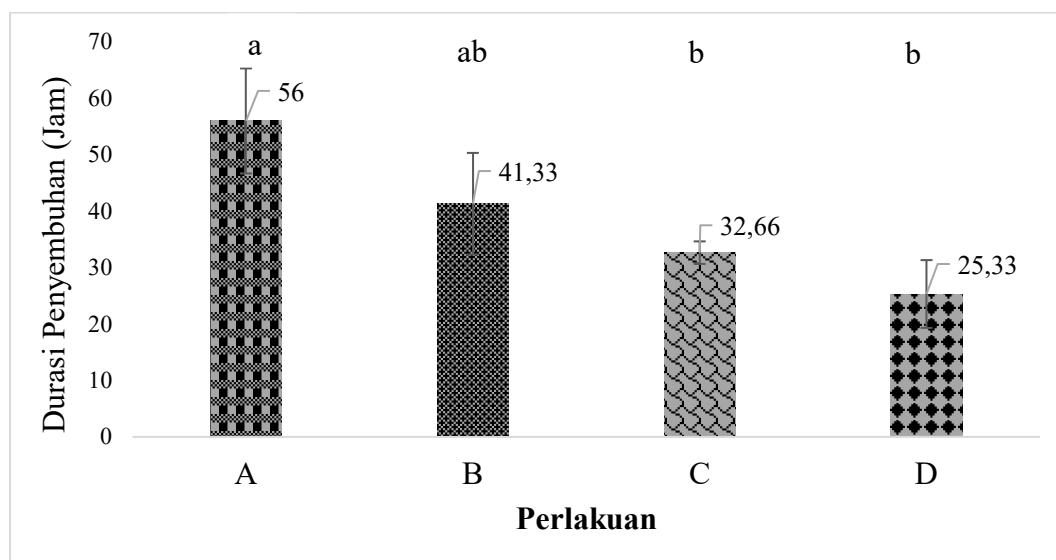 Durasi Penyembuhan (Jam)
70
60
50
40
30
20
10
0
a
ab
b
b
56
41,33
32,66
25,33
A
B
C
D
Perlakuan